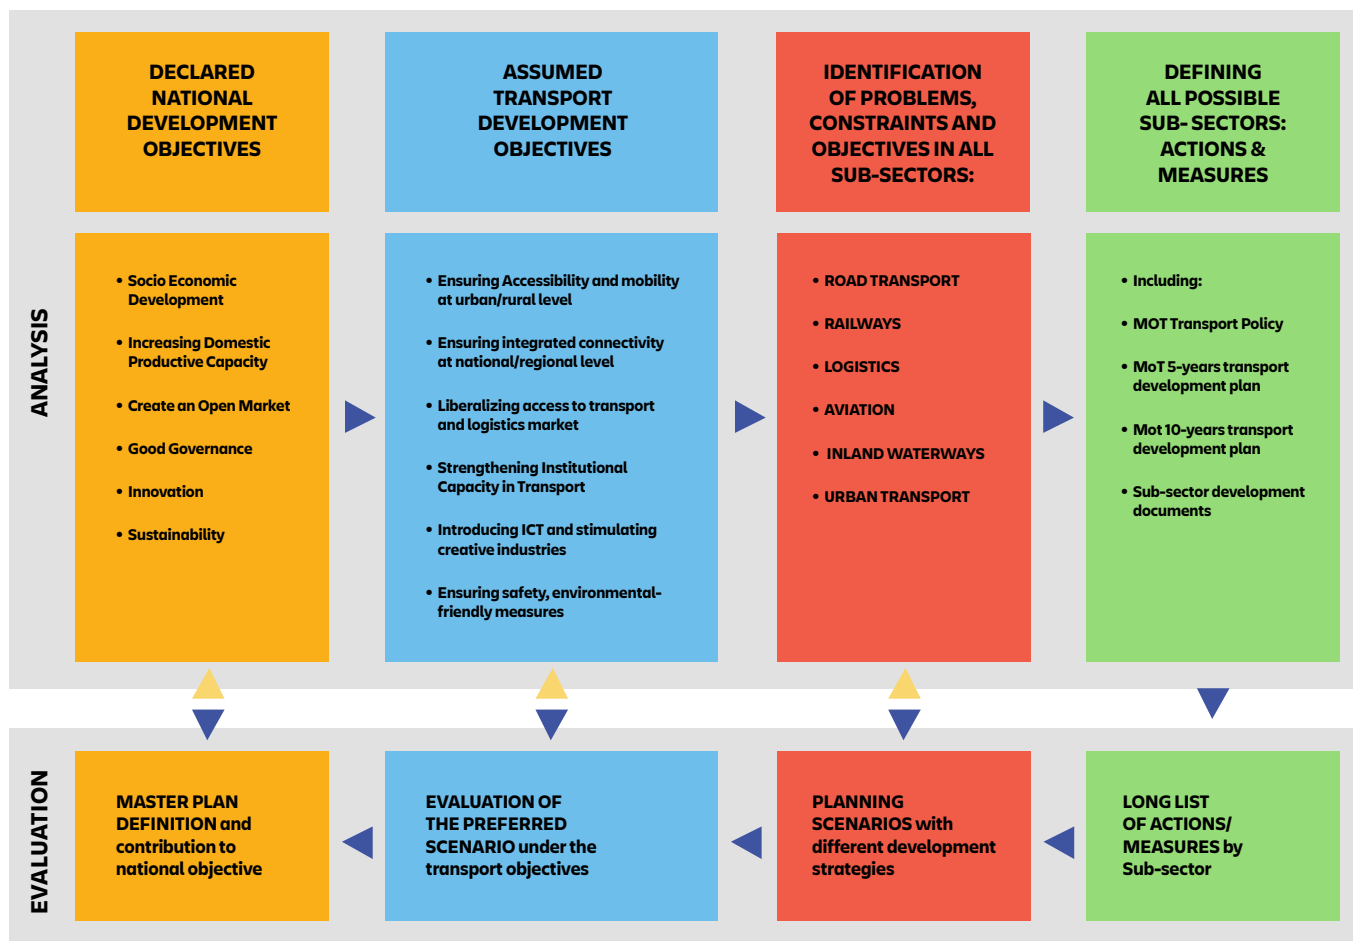 DECLARED
NATIONAL
DEVELOPMENT
OBJECTIVES
ASSUMED
TRANSPORT
DEVELOPMENT
OBJECTIVES
IDENTIFICATION
OF PROBLEMS,
CONSTRAINTS AND
OBJECTIVES IN ALL
SUB-SECTORS:
DEFINING
ALL POSSIBLE
SUB- SECTORS:
ACTIONS &
MEASURES
ANALYSIS
• Socio Economic
Development
• Increasing Domestic
Productive Capacity
• Create an Open Market
• Good Governance
• Innovation
• Sustainability
• Ensuring Accessibility and mobility
at urban/rural level
• Ensuring integrated connectivity
at national/regional level
• Liberalizing access to transport
and logistics market
• Strengthening Institutional
Capacity in Transport
• Introducing ICT and stimulating
creative industries
• Ensuring safety, environmental-
friendly measures
• ROAD TRANSPORT
• RAILWAYS
• LOGISTICS
• AVIATION
• INLAND WATERWAYS
• URBAN TRANSPORT
• Including:
• MOT Transport Policy
• MoT 5-years transport
development plan
• Mot 10-years transport
development plan
• Sub-sector development
documents
EVALUATION
MASTER PLAN
DEFINITION and
contribution to
national objective
EVALUATION OF
THE PREFERRED
SCENARIO under the
transport objectives
PLANNING
SCENARIOS with
different development
strategies
LONG LIST
OF ACTIONS/
MEASURES by
Sub-sector